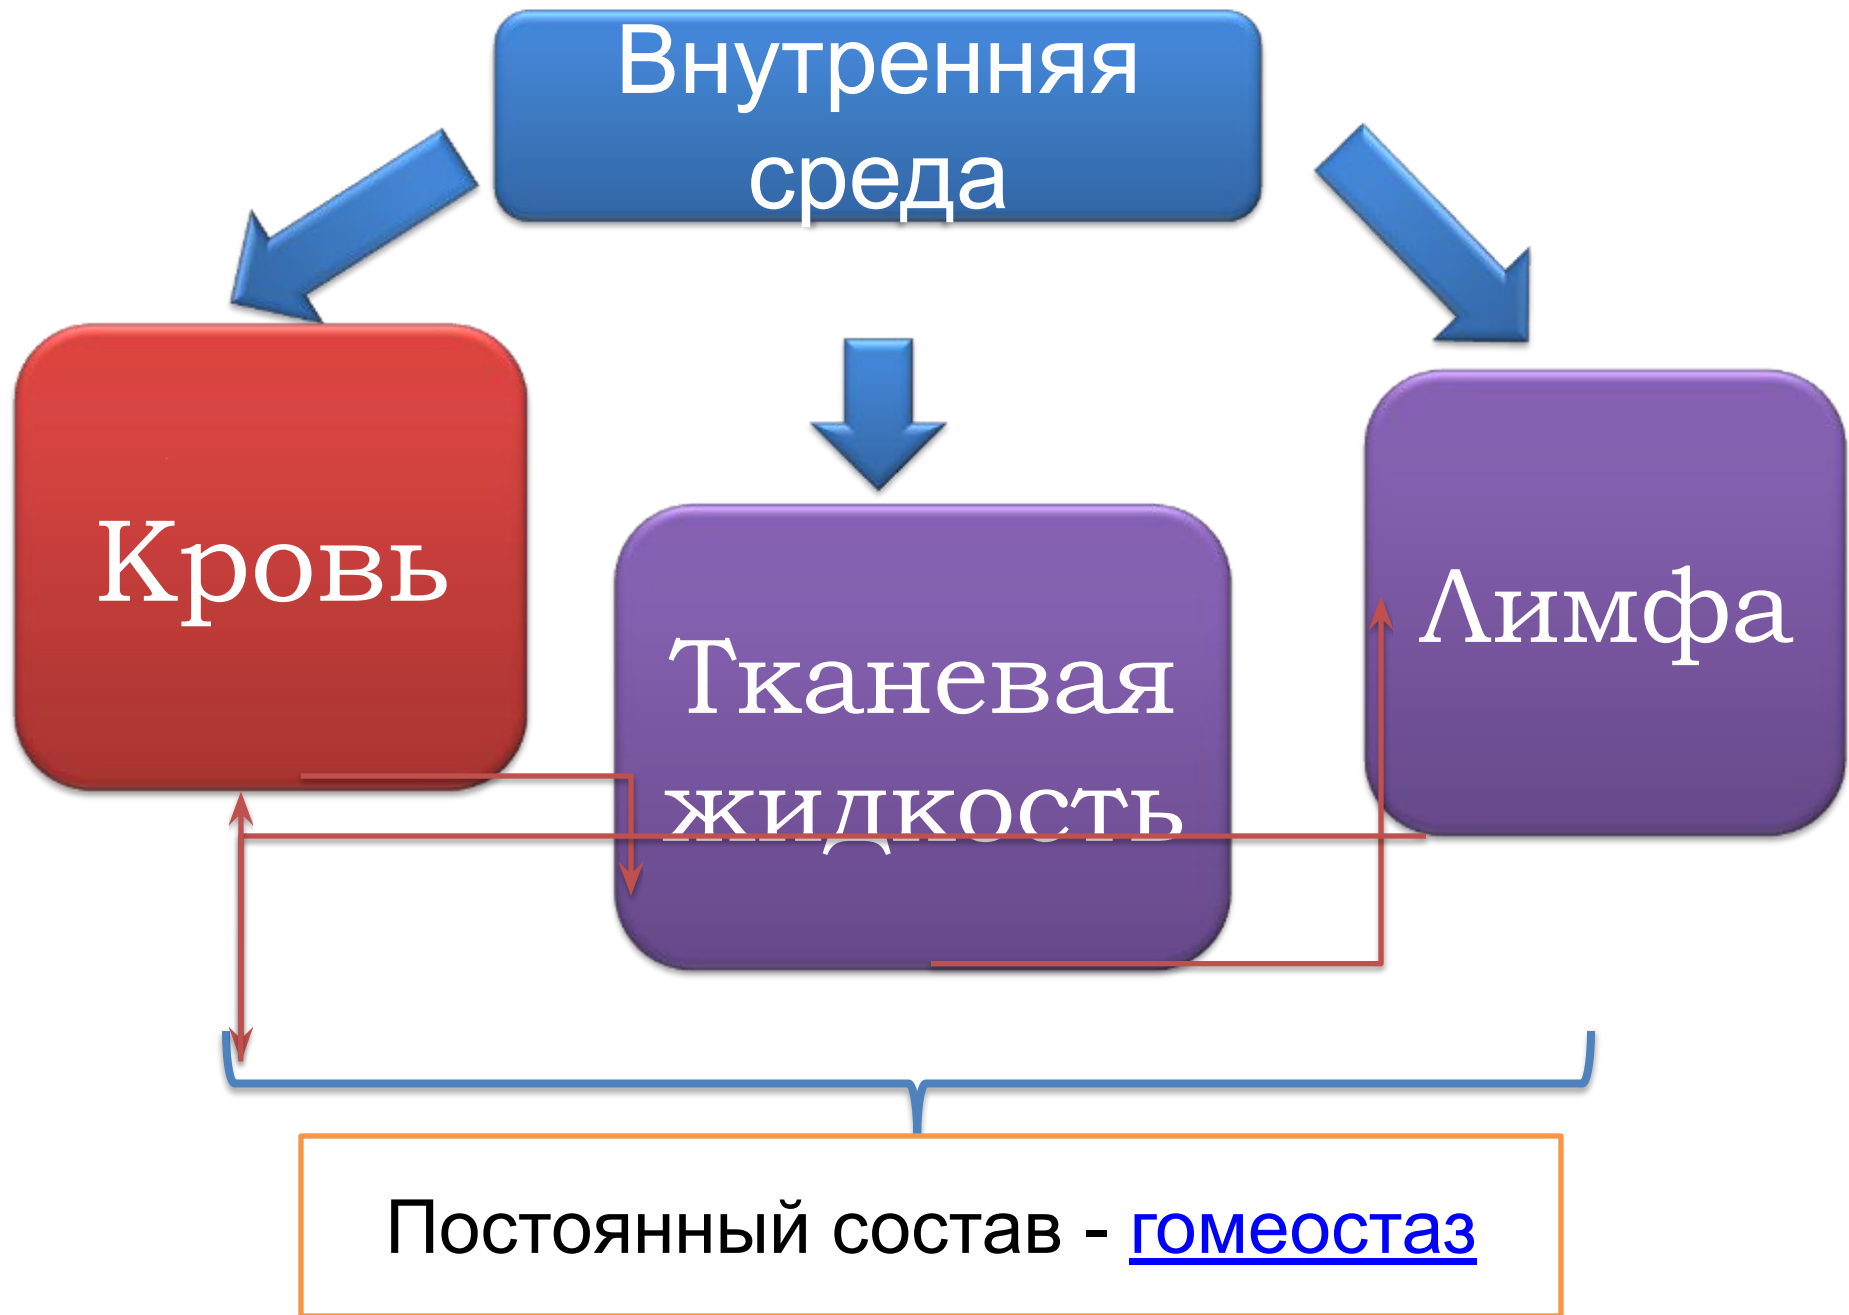 Внутренняя
среда
Кровь
Тканевая
жидкость
Лимфа
Постоянный состав - гомеостаз